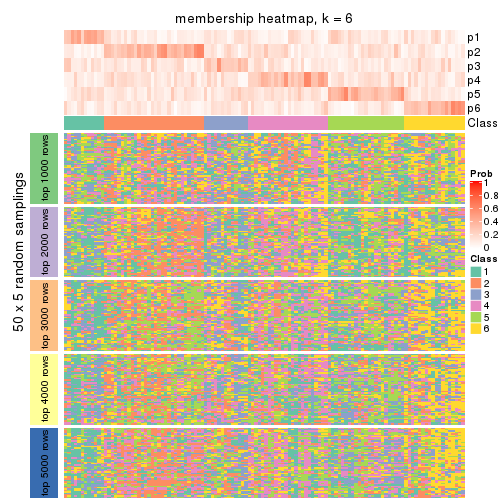 membership heatmap, k = 6
p1
p2
p3
p4
p5
p6
Class
50 x 5 random samplings
top 1000 rows
top 2000 rows
top 3000 rows
top 4000 rows
top 5000 rows
Prob
1
0.8
0.6
0.4
0.2
0
Class
1
2
3
4
5
6